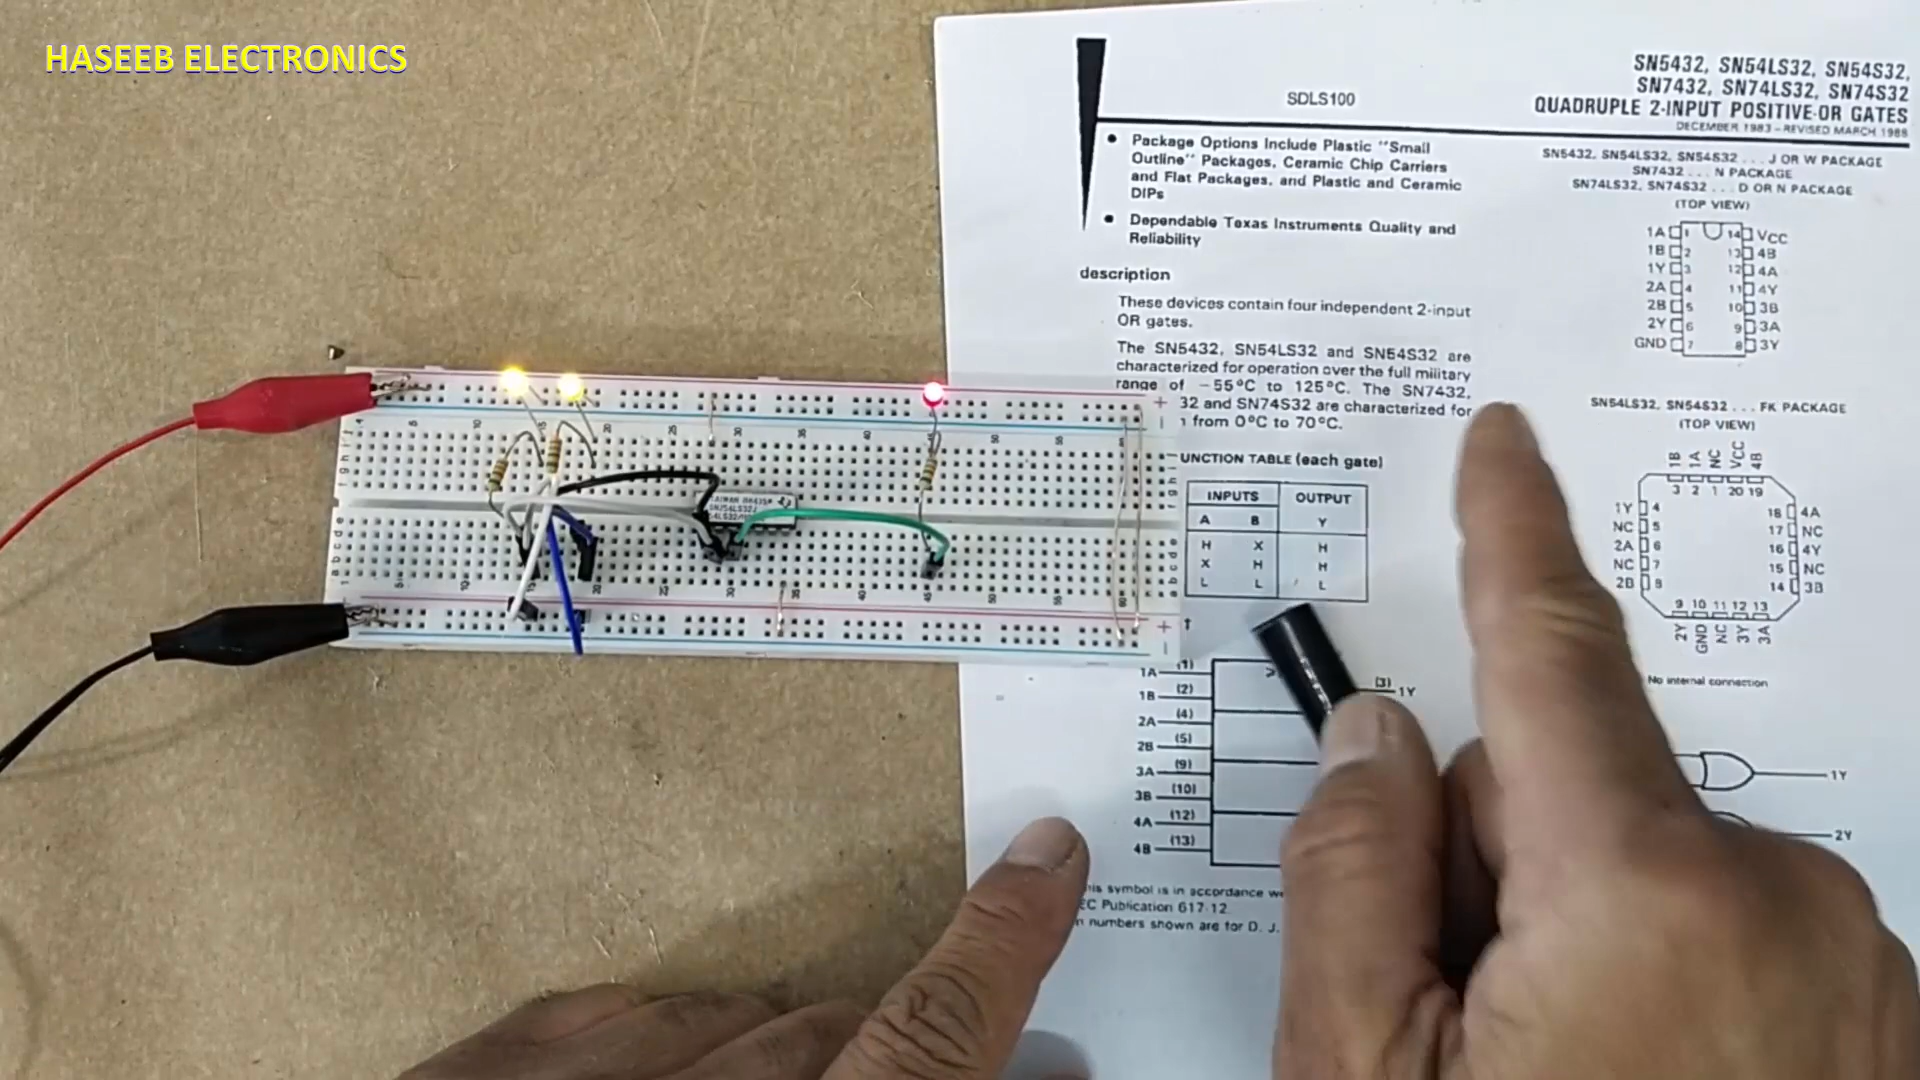 HASEEB ELECTRONICS
SDLS100
SN5432, SN54LS32, SN54S32,
SN7432, SN74LS32, SN74S32
QUADRUPLE 2-INPUT POSITIVE-OR GATES
DECEMBER 1983 – REVISED MARCH 1988
• Package Options Include Plastic "Small
Outline" Packages, Ceramic Chip Carriers
and Flat Packages, and Plastic and Ceramic
DIPs
• Dependable Texas Instruments Quality and
Reliability
description
These devices contain four independent 2-input
OR gates.
The SN5432, SN54LS32 and SN54S32 are
characterized for operation over the full military
range of −55°C to 125°C. The SN7432,
32 and SN74S32 are characterized for
from 0°C to 70°C.
UNCTION TABLE (each gate)
INPUTS OUTPUT
A B Y
H X H
X H H
L L L
1A (1)
1B (2)
2A (4)
2B (5)
3A (9)
3B (10)
4A (12)
4B (13)
(3) 1Y
his symbol is in accordance
EC Publication 617-12
numbers shown are for D, J,
SN5432, SN54LS32, SN54S32 . . . J OR W PACKAGE
SN7432 . . . N PACKAGE
SN74LS32, SN74S32 . . . D OR N PACKAGE
(TOP VIEW)
1A 1 14 VCC
1B 2 13 4B
1Y 3 12 4A
2A 4 11 4Y
2B 5 10 3B
2Y 6 9 3A
GND 7 8 3Y
SN54LS32, SN54S32 . . . FK PACKAGE
(TOP VIEW)
1B 1A NC VCC 4B
3 2 1 20 19
1Y 4 18 4A
NC 5 17 NC
2A 6 16 4Y
NC 7 15 NC
2B 8 14 3B
9 10 11 12 13
2Y GND NC 3Y 3A
No internal connection
1Y
2Y